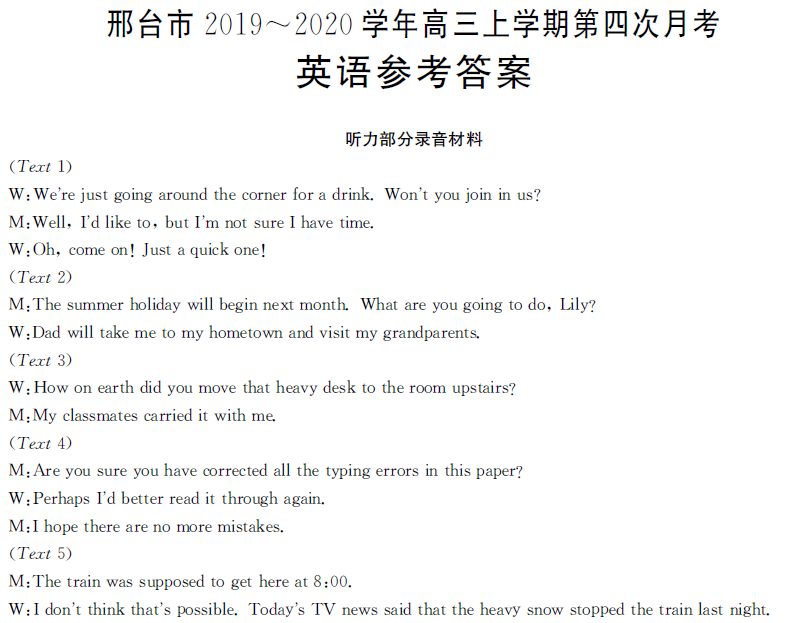 邢台市 2019～2020 学年高三上学期第四次月考
英语参考答案
听力部分录音材料
(Text 1)
W:We're just going around the corner for a drink. Won't you join in us?
M:Well, I'd like to, but I'm not sure I have time.
W:Oh, come on! Just a quick one!
(Text 2)
M:The summer holiday will begin next month. What are you going to do, Lily?
W:Dad will take me to my hometown and visit my grandparents.
(Text 3)
W:How on earth did you move that heavy desk to the room upstairs?
M:My classmates carried it with me.
(Text 4)
M:Are you sure you have corrected all the typing errors in this paper?
W:Perhaps I'd better read it through again.
M:I hope there are no more mistakes.
(Text 5)
M:The train was supposed to get here at 8:00.
W:I don't think that's possible. Today's TV news said that the heavy snow stopped the train last night.